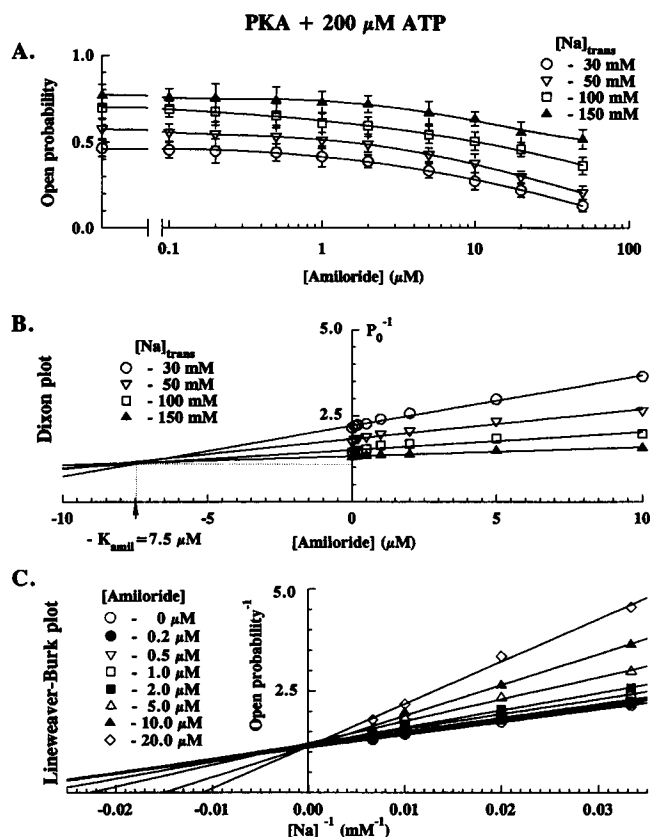 PKA + 200 μM ATP
A.
[Na]trans
- 30 mM
- 50 mM
- 100 mM
- 150 mM
Open probability
1.0
0.5
0.0
0.1
1
10
100
[Amiloride] (μM)
B.
Dixon plot
[Na]trans
- 30 mM
- 50 mM
- 100 mM
- 150 mM
5.0
P0-1
2.5
-10
-5
0
5
10
- Kamil=7.5 μM
[Amiloride] (μM)
C.
Lineweaver-Burk plot
[Amiloride]
- 0 μM
- 0.2 μM
- 0.5 μM
- 1.0 μM
- 2.0 μM
- 5.0 μM
- 10.0 μM
- 20.0 μM
Open probability-1
5.0
2.5
-0.02
-0.01
0.00
0.01
0.02
0.03
[Na]-1 (mM-1)